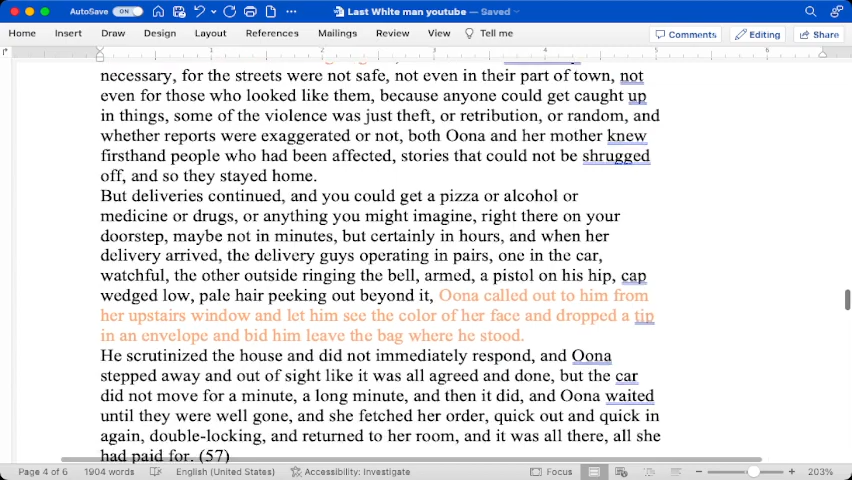 AutoSave ON Last White man youtube — Saved
Home Insert Draw Design Layout References Mailings Review View Tell me Comments Editing Share
1 2 3 4 5 6
necessary, for the streets were not safe, not even in their part of town, not
even for those who looked like them, because anyone could get caught up
in things, some of the violence was just theft, or retribution, or random, and
whether reports were exaggerated or not, both Oona and her mother knew
firsthand people who had been affected, stories that could not be shrugged
off, and so they stayed home.
But deliveries continued, and you could get a pizza or alcohol or
medicine or drugs, or anything you might imagine, right there on your
doorstep, maybe not in minutes, but certainly in hours, and when her
delivery arrived, the delivery guys operating in pairs, one in the car,
watchful, the other outside ringing the bell, armed, a pistol on his hip, cap
wedged low, pale hair peeking out beyond it, Oona called out to him from
her upstairs window and let him see the color of her face and dropped a tip
in an envelope and bid him leave the bag where he stood.
He scrutinized the house and did not immediately respond, and Oona
stepped away and out of sight like it was all agreed and done, but the car
did not move for a minute, a long minute, and then it did, and Oona waited
until they were well gone, and she fetched her order, quick out and quick in
again, double-locking, and returned to her room, and it was all there, all she
had paid for. (57)
Page 4 of 6 1904 words English (United States) Accessibility: Investigate Focus 203%